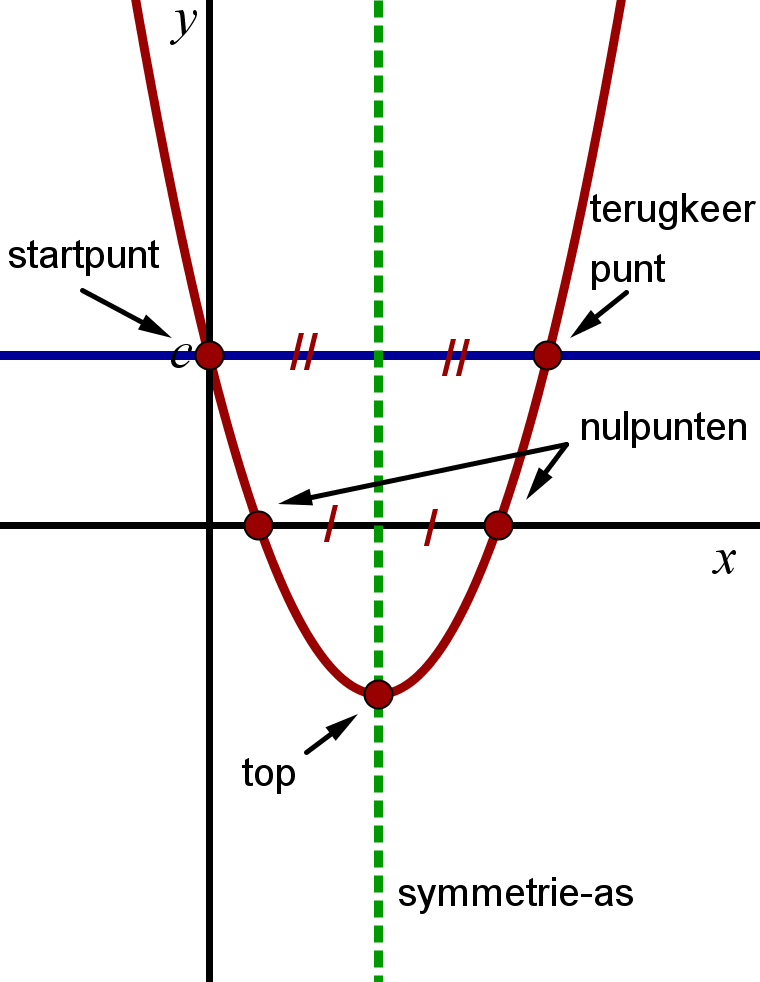 y
terugkeer
startpunt
punt
c
nulpunten
x
top
symmetrie-as